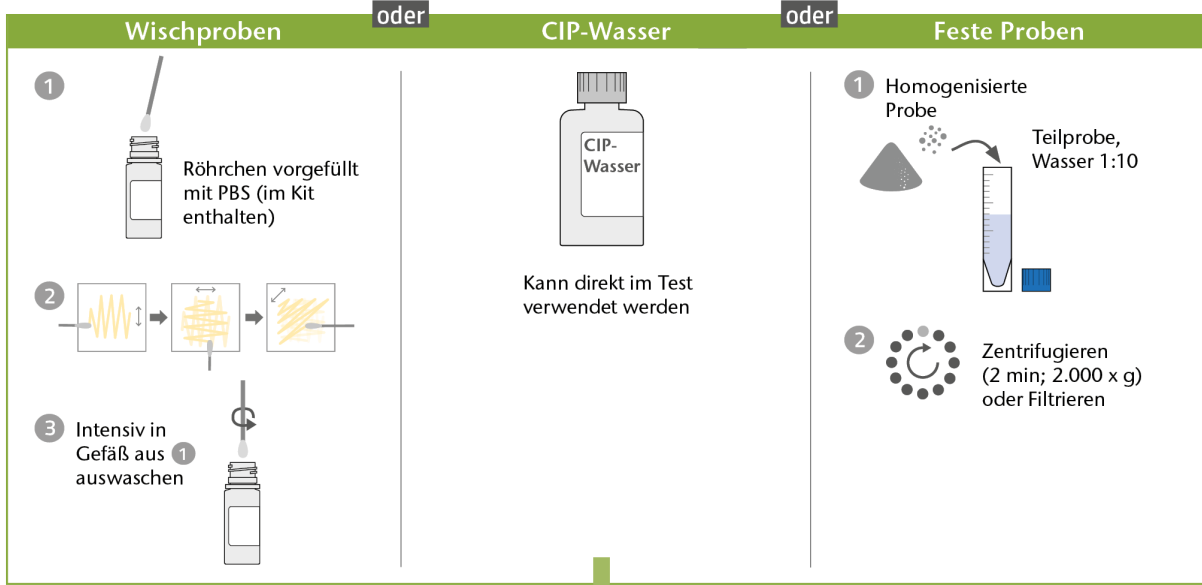 oder
oder
Wischproben
CIP-Wasser
Feste Proben
1
Röhrchen vorgefüllt
mit PBS (im Kit
enthalten)
2
3
Intensiv in
Gefäß aus 1
auswaschen
CIP-
Wasser
Kann direkt im Test
verwendet werden
1
Homogenisierte
Probe
Teilprobe,
Wasser 1:10
2
Zentrifugieren
(2 min; 2.000 x g)
oder Filtrieren